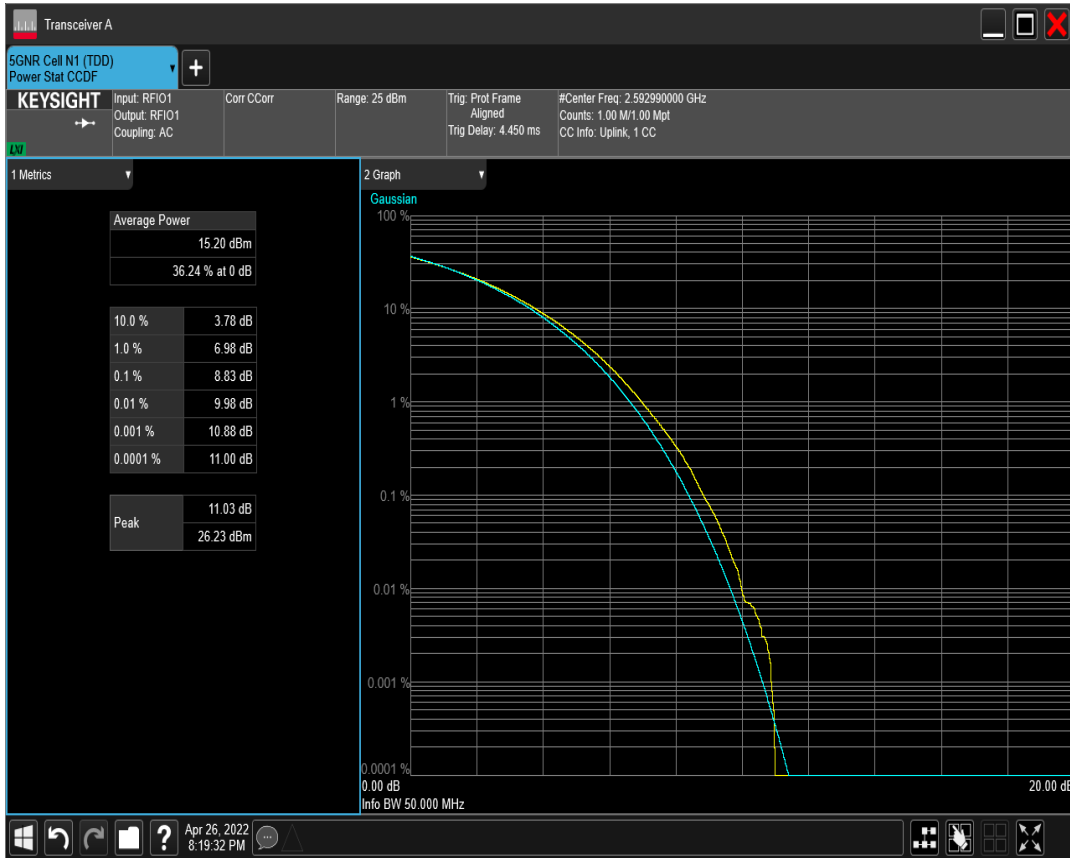 Transceiver A
5GNR Cell N1 (TDD)
Power Stat CCDF
+
KEYSIGHT
LXI
Input: RFIO1
Output: RFIO1
Coupling: AC
Corr CCorr
Range: 25 dBm
Trig: Prot Frame
Aligned
Trig Delay: 4.450 ms
#Center Freq: 2.592990000 GHz
Counts: 1.00 M/1.00 Mpt
CC Info: Uplink, 1 CC
1 Metrics
Average Power
15.20 dBm
36.24 % at 0 dB
10.0 % 3.78 dB
1.0 % 6.98 dB
0.1 % 8.83 dB
0.01 % 9.98 dB
0.001 % 10.88 dB
0.0001 % 11.00 dB
Peak
11.03 dB
26.23 dBm
2 Graph
Gaussian
100 %
10 %
1 %
0.1 %
0.01 %
0.001 %
0.0001 %
0.00 dB 20.00 dB
Info BW 50.000 MHz
?
Apr 26, 2022
8:19:32 PM